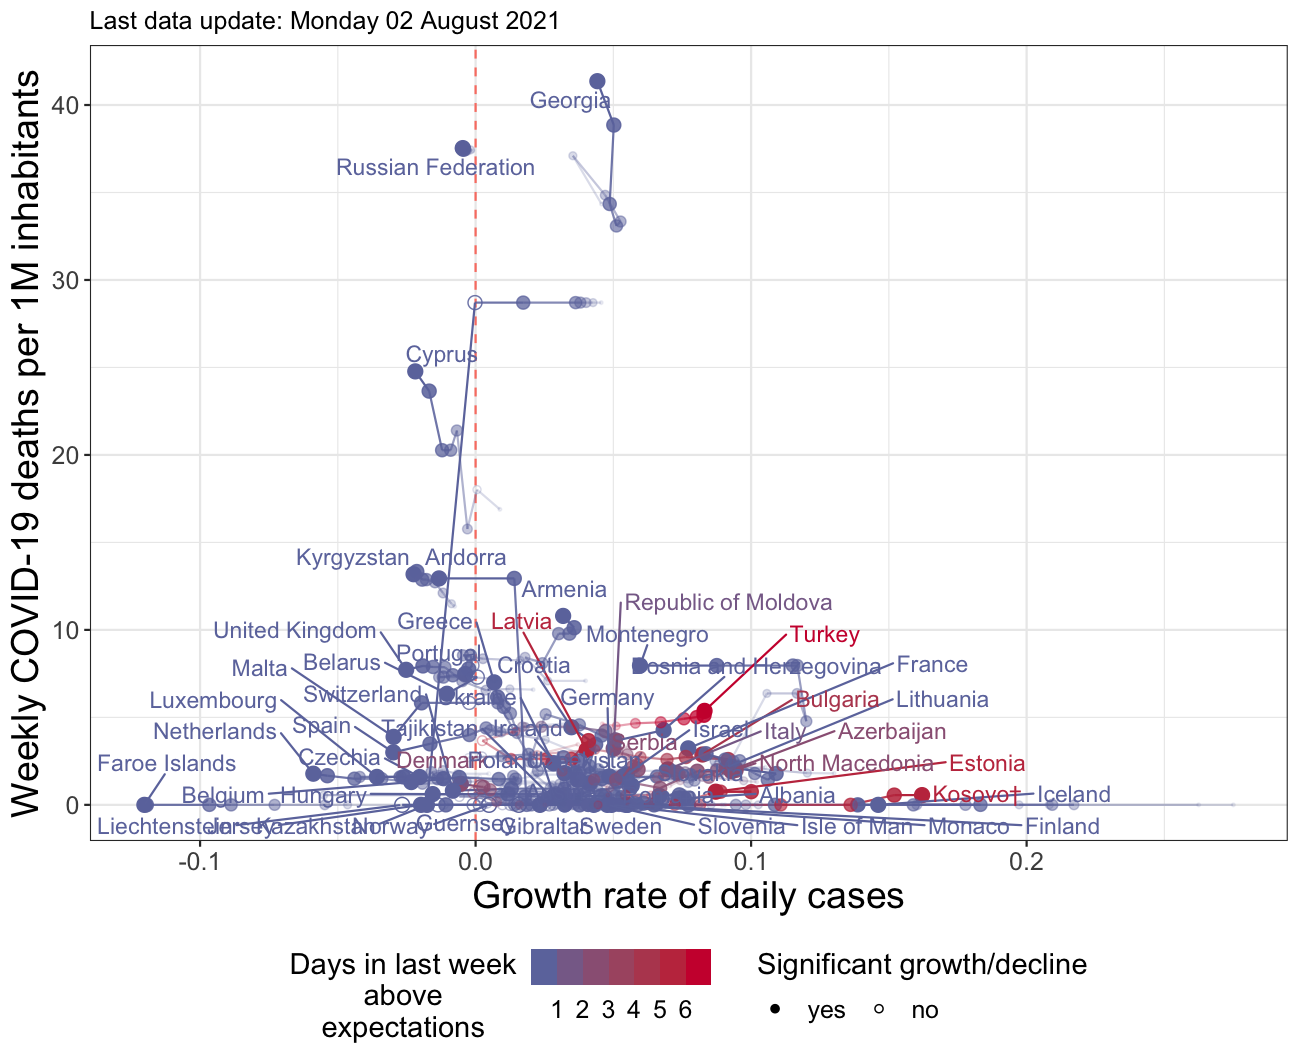 Last data update: Monday 02 August 2021
Weekly COVID-19 deaths per 1M inhabitants
40
30
20
10
0
Georgia
Russian Federation
Cyprus
Kyrgyzstan
Andorra
Armenia
Republic of Moldova
Greece
Latvia
United Kingdom
Montenegro
Turkey
Portugal
Belarus
Croatia
Malta
Bosnia and Herzegovina
France
Switzerland
Ukraine
Germany
Luxembourg
Bulgaria
Lithuania
Spain
Netherlands
Tajikistan
Ireland
Israel
Italy
Azerbaijan
Serbia
Czechia
Denmark
Faroe Islands
North Macedonia
Estonia
Belgium
Hungary
Albania
Kosovo†
Iceland
Liechtenstein
Jersey
Kazakhstan
Norway
Guernsey
Gibraltar
Sweden
Slovenia
Isle of Man
Monaco
Finland
-0.1
0.0
0.1
0.2
Growth rate of daily cases
Days in last week
above
expectations
1 2 3 4 5 6
Significant growth/decline
yes
no